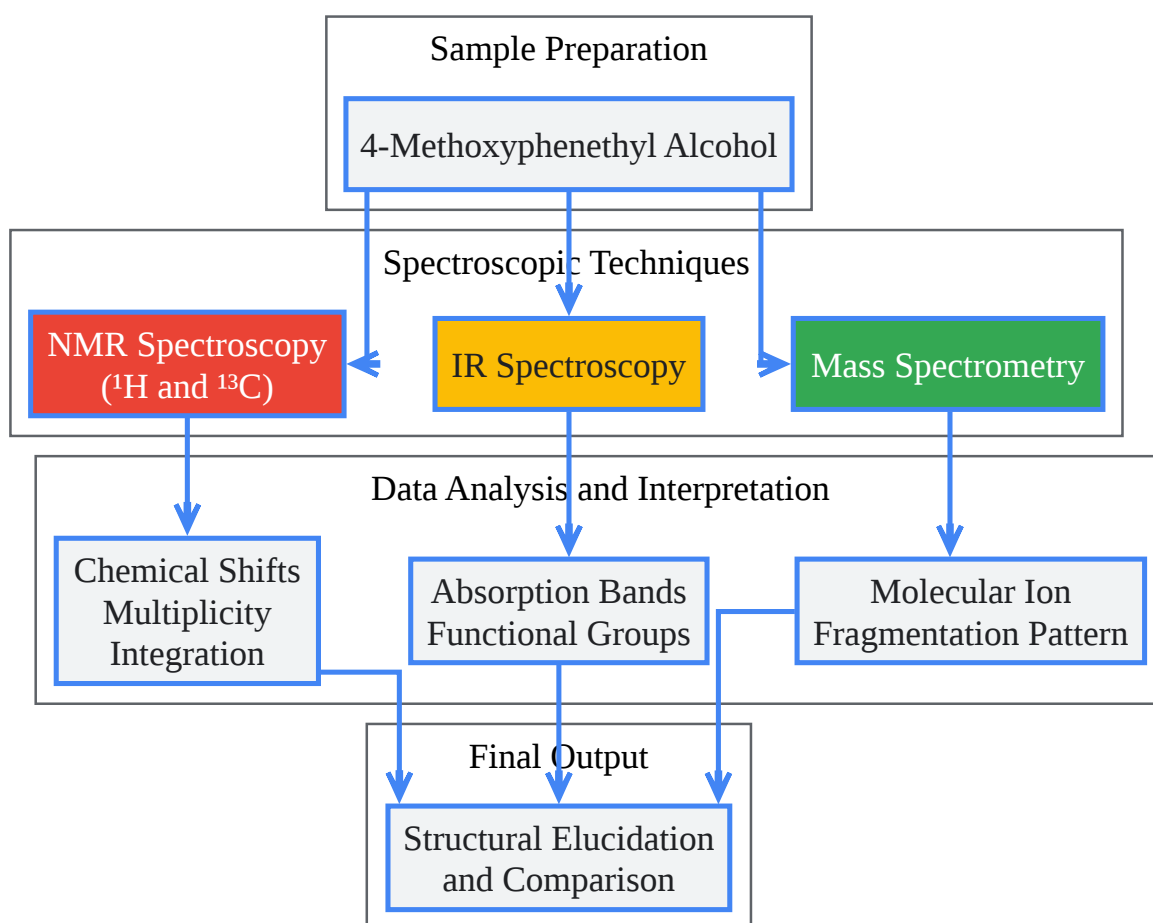 Sample Preparation
4-Methoxyphenethyl Alcohol
Spectroscopic Techniques
NMR Spectroscopy
(¹H and ¹³C)
IR Spectroscopy
Mass Spectrometry
Data Analysis and Interpretation
Chemical Shifts
Multiplicity
Integration
Absorption Bands
Functional Groups
Molecular Ion
Fragmentation Pattern
Final Output
Structural Elucidation
and Comparison